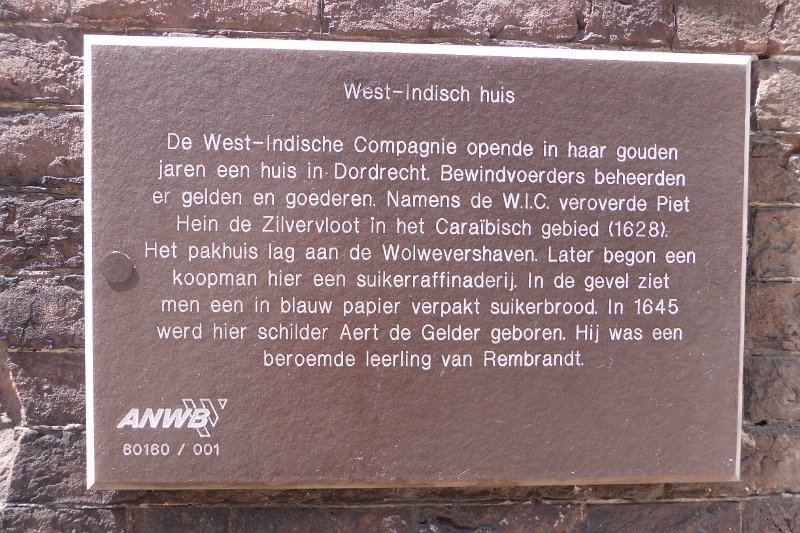 West-Indisch huis
De West-Indische Compagnie opende in haar gouden
jaren een huis in Dordrecht. Bewindvoerders beheerden
er gelden en goederen. Namens de W.I.C. veroverde Piet
Hein de Zilvervloot in het Caraïbisch gebied (1628).
Het pakhuis lag aan de Wolwevershaven. Later begon een
koopman hier een suikerraffinaderij. In de gevel ziet
men een in blauw papier verpakt suikerbrood. In 1645
werd hier schilder Aert de Gelder geboren. Hij was een
beroemde leerling van Rembrandt.
ANWB
60160 / 001